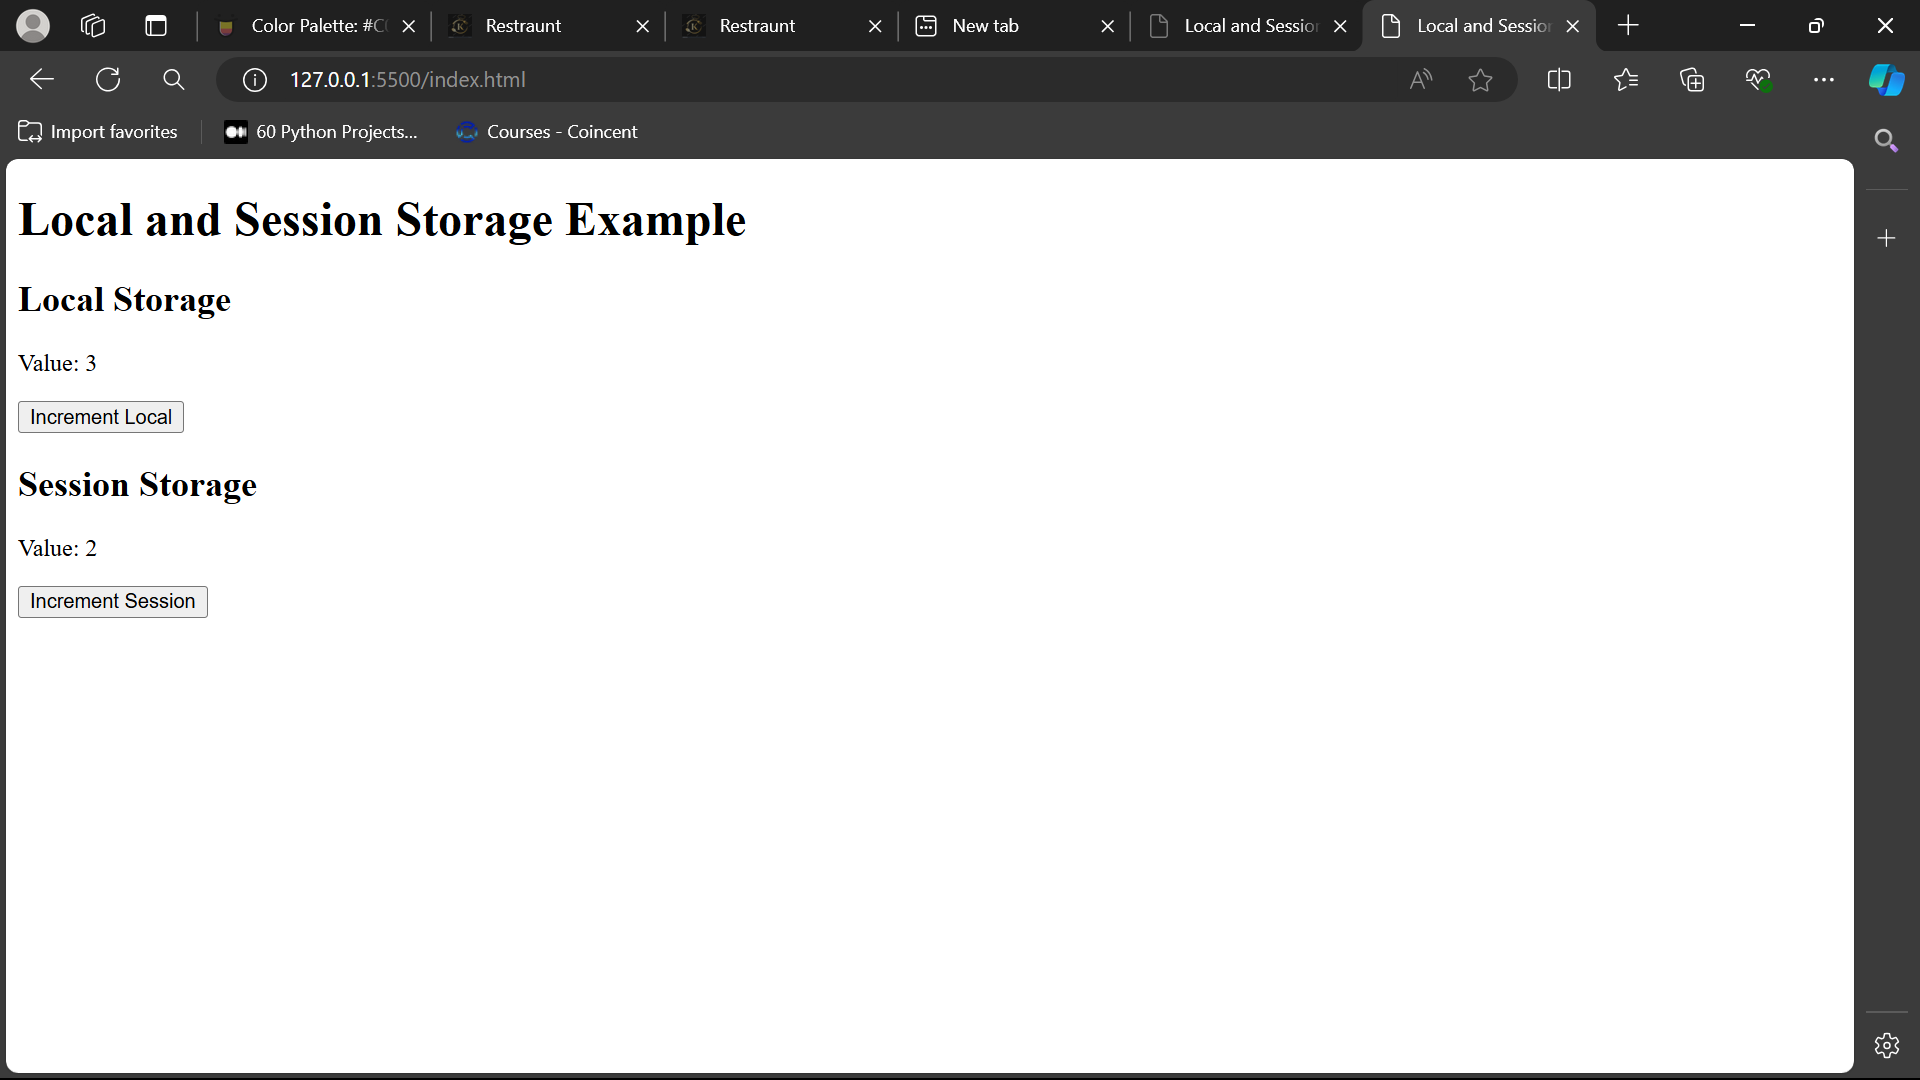 Color Palette: #C
Restraunt
Restraunt
New tab
Local and Sessio
Local and Sessio
127.0.0.1:5500/index.html
Import favorites
60 Python Projects...
Courses - Coincent
Local and Session Storage Example
Local Storage
Value: 3
Increment Local
Session Storage
Value: 2
Increment Session